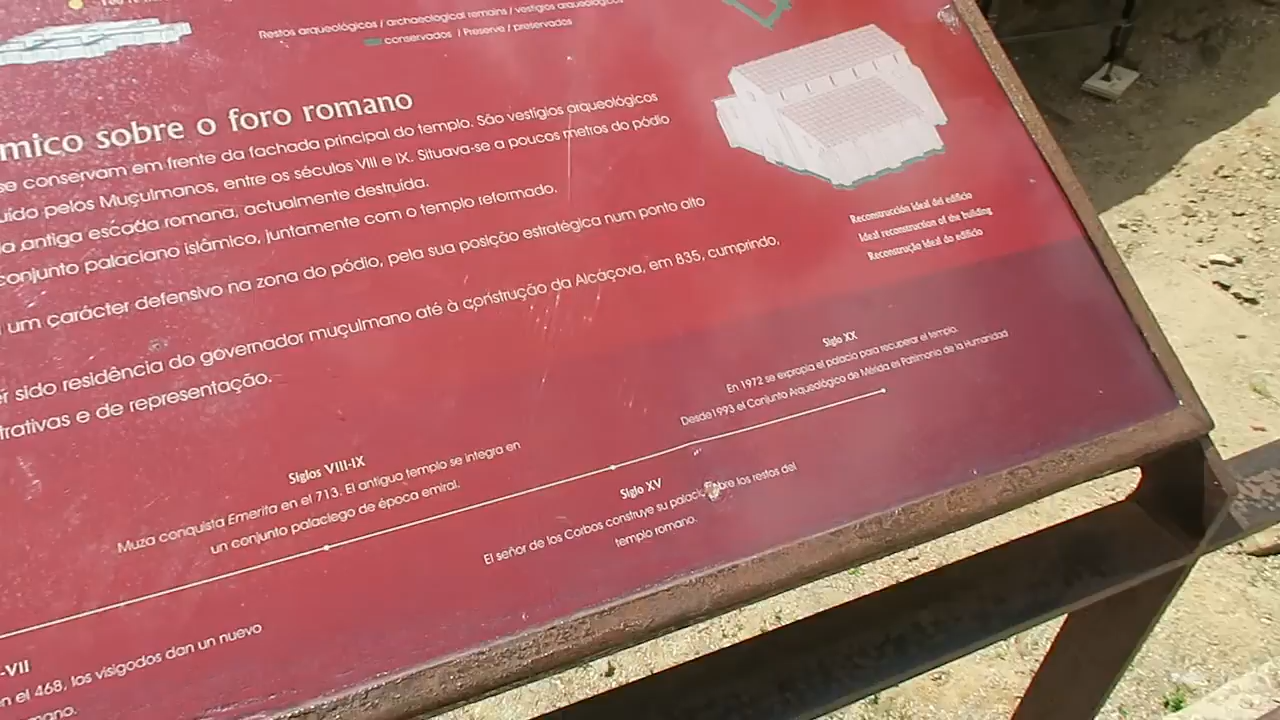 Restos arqueológicos / archaeological remains / vestígios arqueológicos
conservados / Preserve / preservados
mico sobre o foro romano
se conservam em frente da fachada principal do templo. São vestígios arqueológicos
uído pelos Muçulmanos, entre os séculos VIII e IX. Situava-se a poucos metros do pódio
a antiga escada romana, actualmente destruída.
conjunto palaciano islâmico, juntamente com o templo reformado.
um carácter defensivo na zona do pódio, pela sua posição estratégica num ponto alto
r sido residência do governador muçulmano até à construção da Alcáçova, em 835, cumprindo,
trativas e de representação.
Reconstrucción ideal del edificio
Ideal reconstruction of the building
Reconstrução ideal do edificio
Siglo XX
En 1972 se expropia el palacio para recuperar el templo.
Desde 1993 el Conjunto Arqueológico de Mérida es Patrimonio de la Humanidad
Siglos VIII-IX
Muza conquista Emerita en el 713. El antiguo templo se integra en
un conjunto palaciego de época emiral.
Siglo XV
El señor de los Corbos construye su palacio sobre los restos del
templo romano.
-VII
n el 468, los visigodos dan un nuevo
mano.